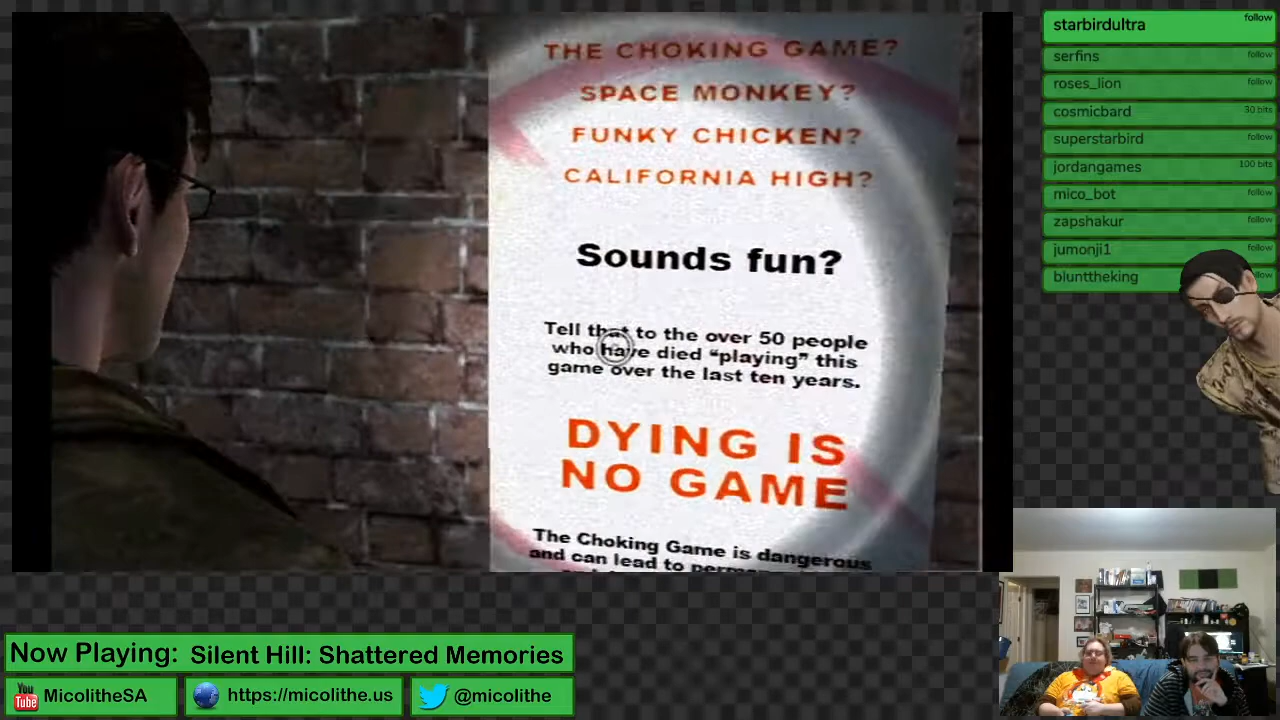 THE CHOKING GAME?
SPACE MONKEY?
FUNKY CHICKEN?
CALIFORNIA HIGH?
Sounds fun?
Tell that to the over 50 people
who have died “playing” this
game over the last ten years.
DYING IS
NO GAME
The Choking Game is dangerous
and can lead to
starbirdultra follow
serfins follow
roses_lion follow
cosmicbard 30 bits
superstarbird follow
jordangames 100 bits
mico_bot follow
zapshakur follow
jumonji1 follow
blunttheking
Now Playing: Silent Hill: Shattered Memories
You Tube MicolitheSA
https://micolithe.us
@micolithe